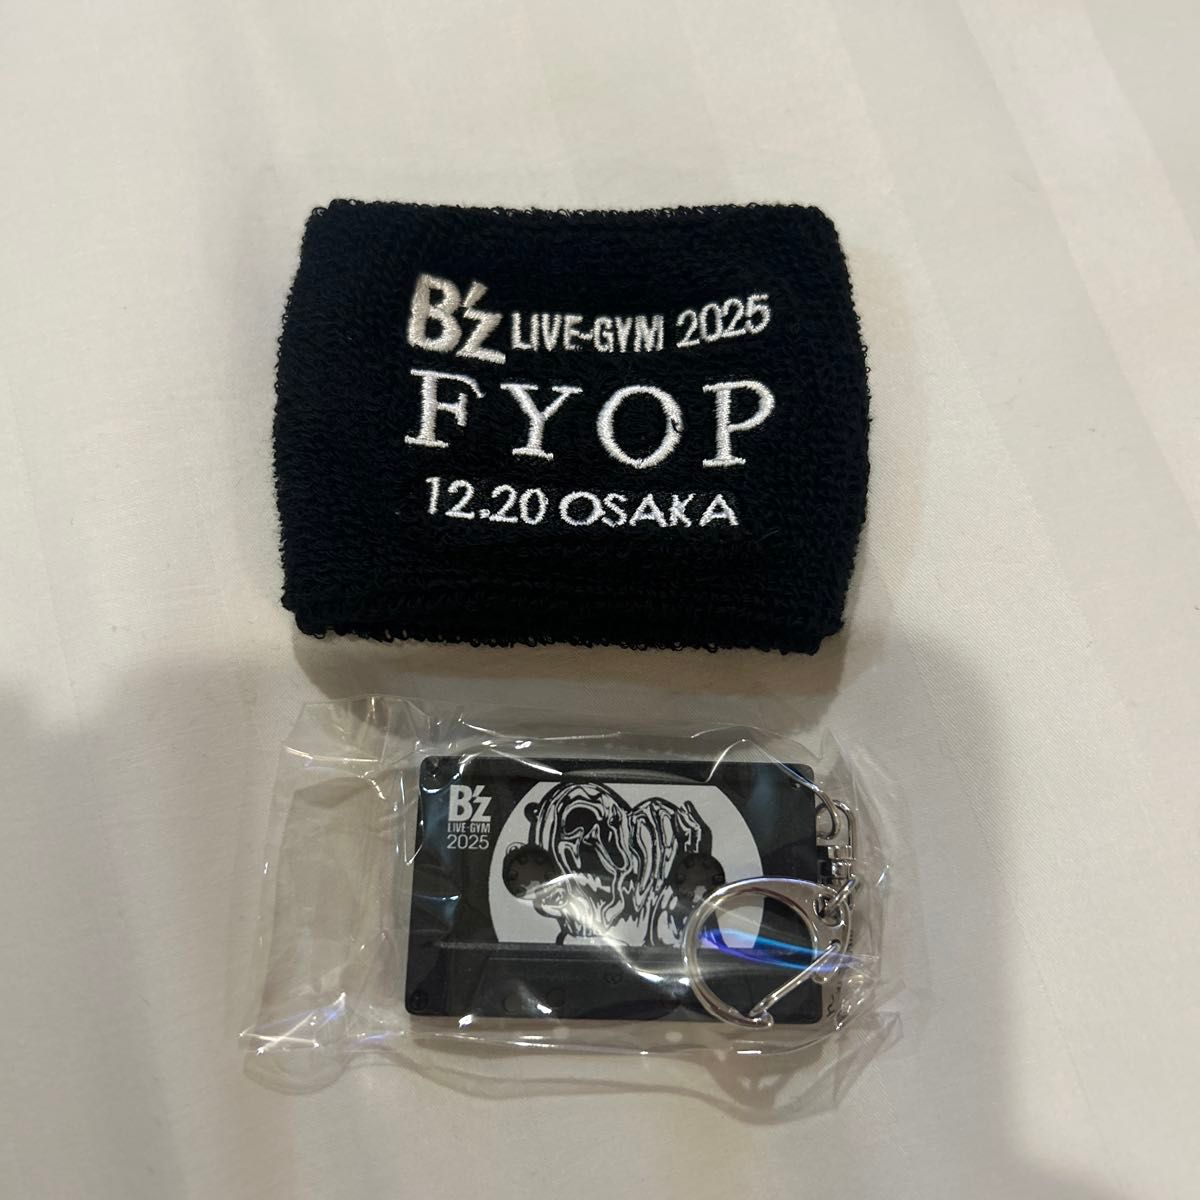 B'z LIVE-GYM 2025
FYOP
12.20 OSAKA
B'z
LIVE-GYM
2025